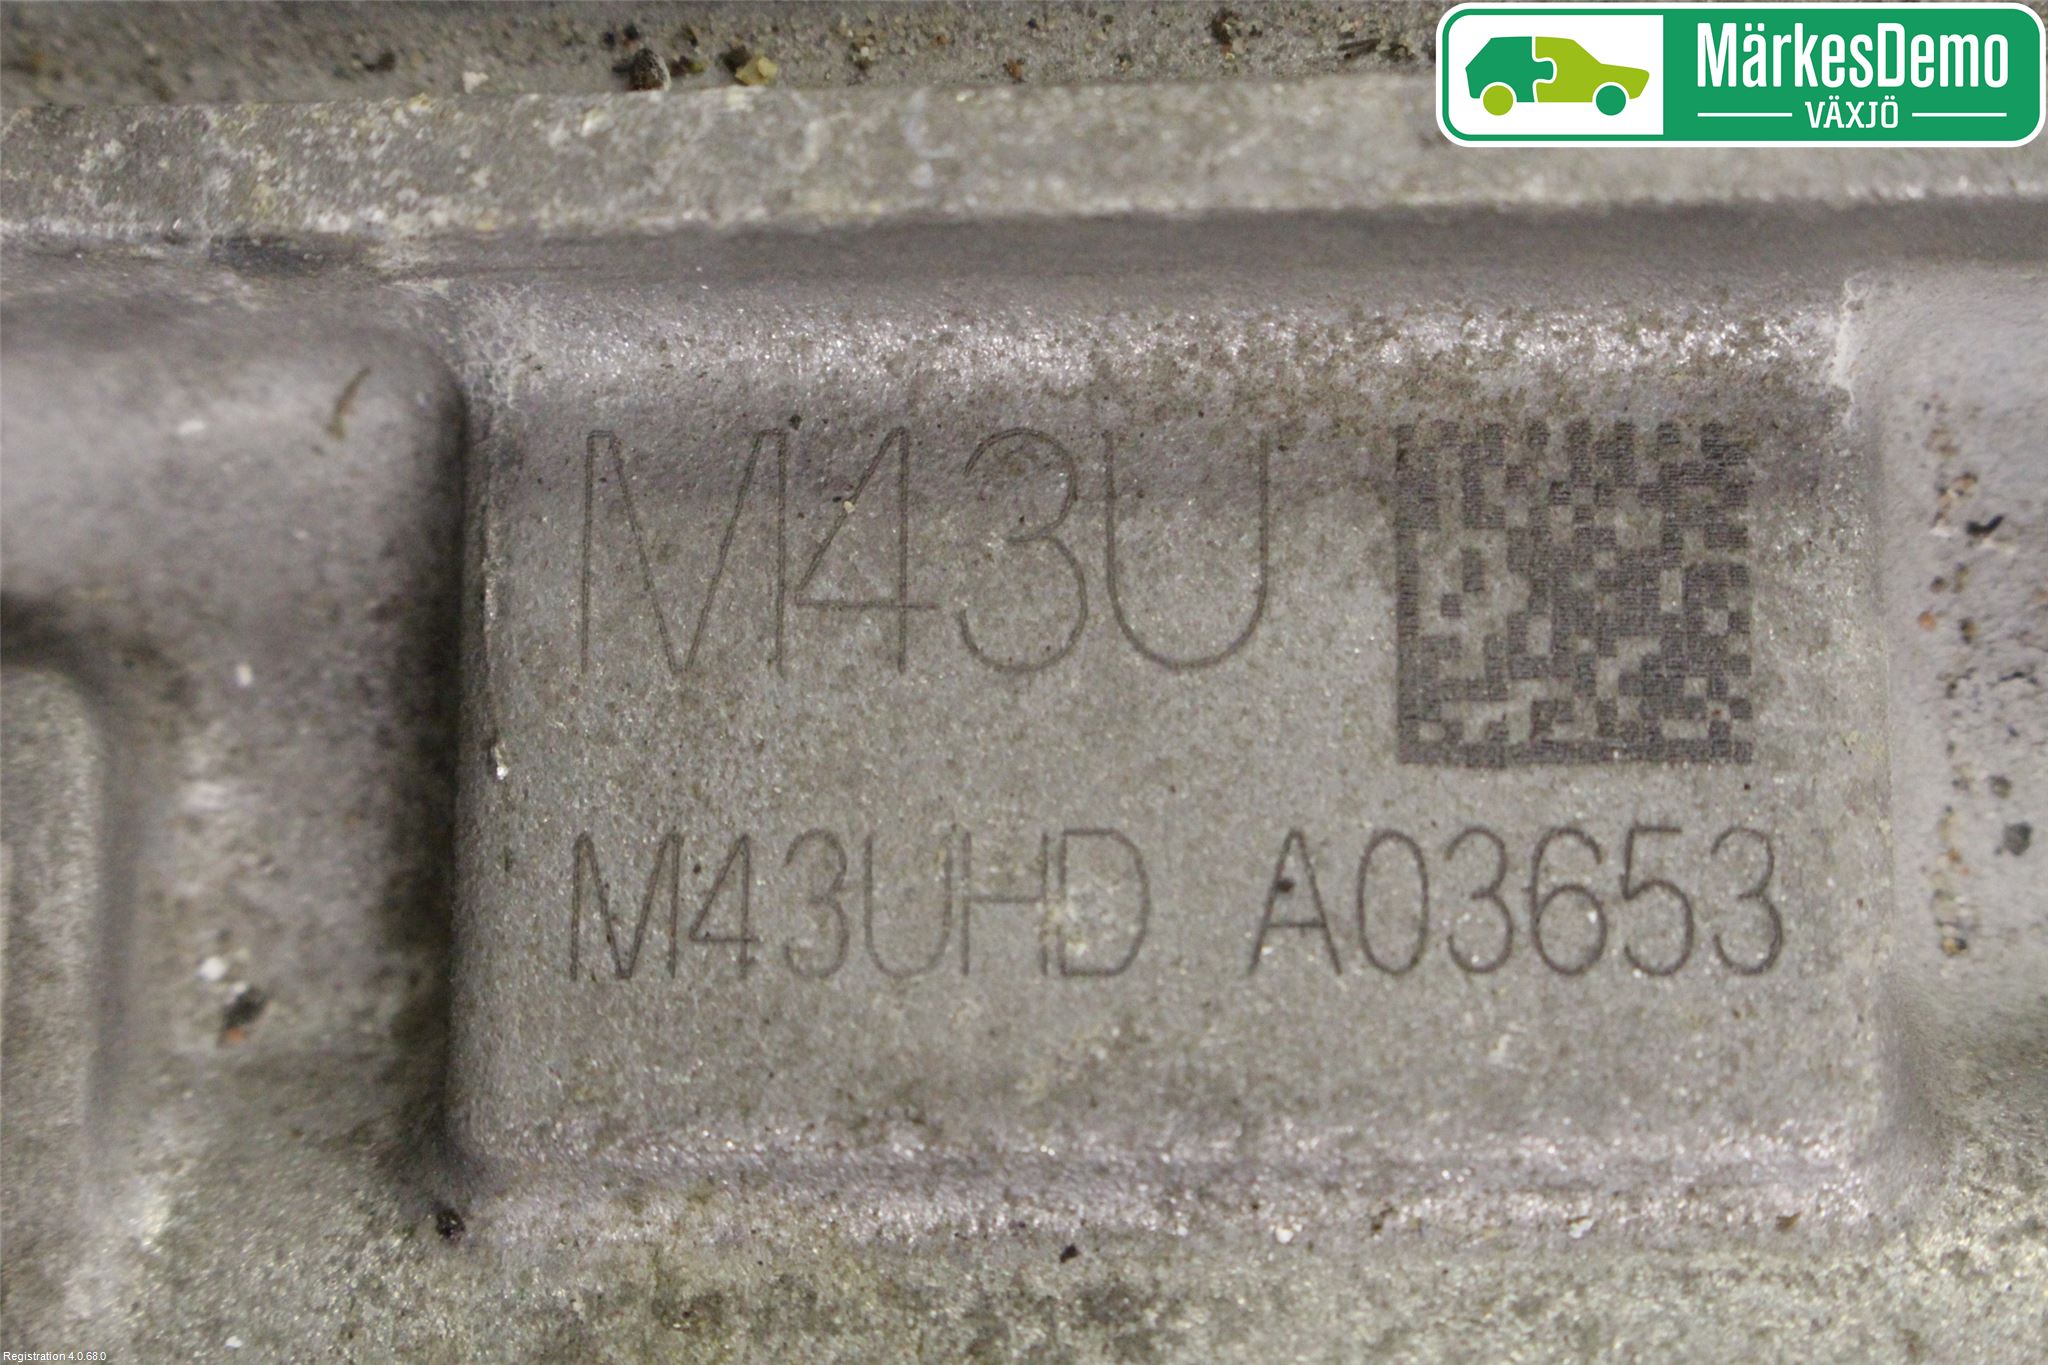 MärkesDemo
VÄXJÖ
M43U
M43UHD A03653
Registration 4.0.68.0